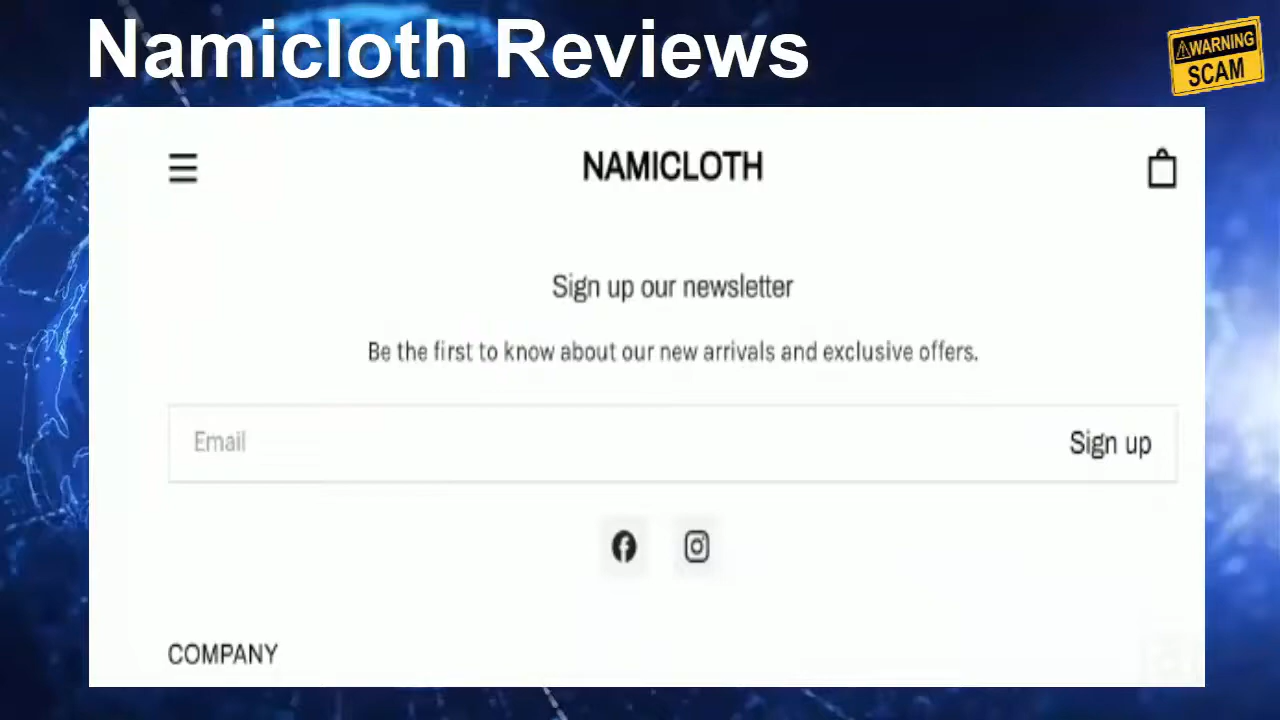 Namicloth Reviews
WARNING
SCAM
NAMICLOTH
Sign up our newsletter
Be the first to know about our new arrivals and exclusive offers.
Email
Sign up
COMPANY